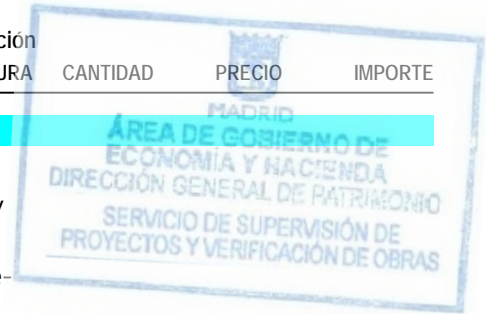 ción
URA CANTIDAD PRECIO IMPORTE
MADRID
ÁREA DE GOBIERNO DE
ECONOMÍA Y HACIENDA
DIRECCIÓN GENERAL DE PATRIMONIO
y
SERVICIO DE SUPERVISIÓN DE
PROYECTOS Y VERIFICACIÓN DE OBRAS
e-